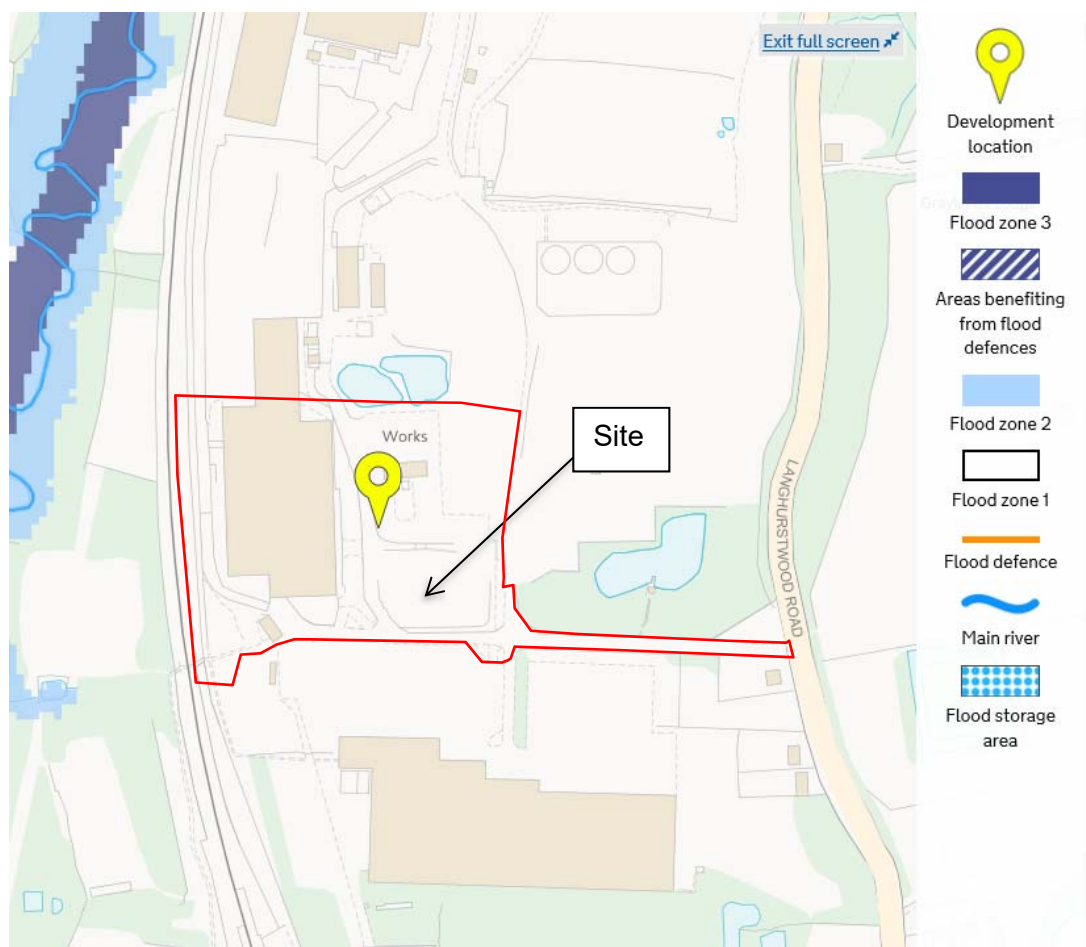 Exit full screen
Works
Site
LANGHURSTWOOD ROAD
Development
location
Flood zone 3
Areas benefiting
from flood
defences
Flood zone 2
Flood zone 1
Flood defence
Main river
Flood storage
area